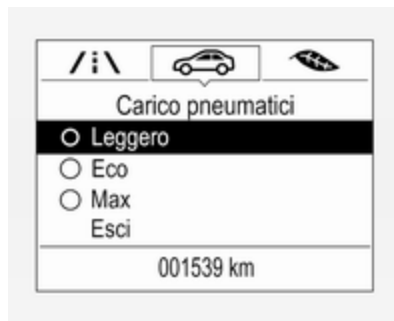 Carico pneumatici
Leggero
Eco
Max
Esci
001539 km